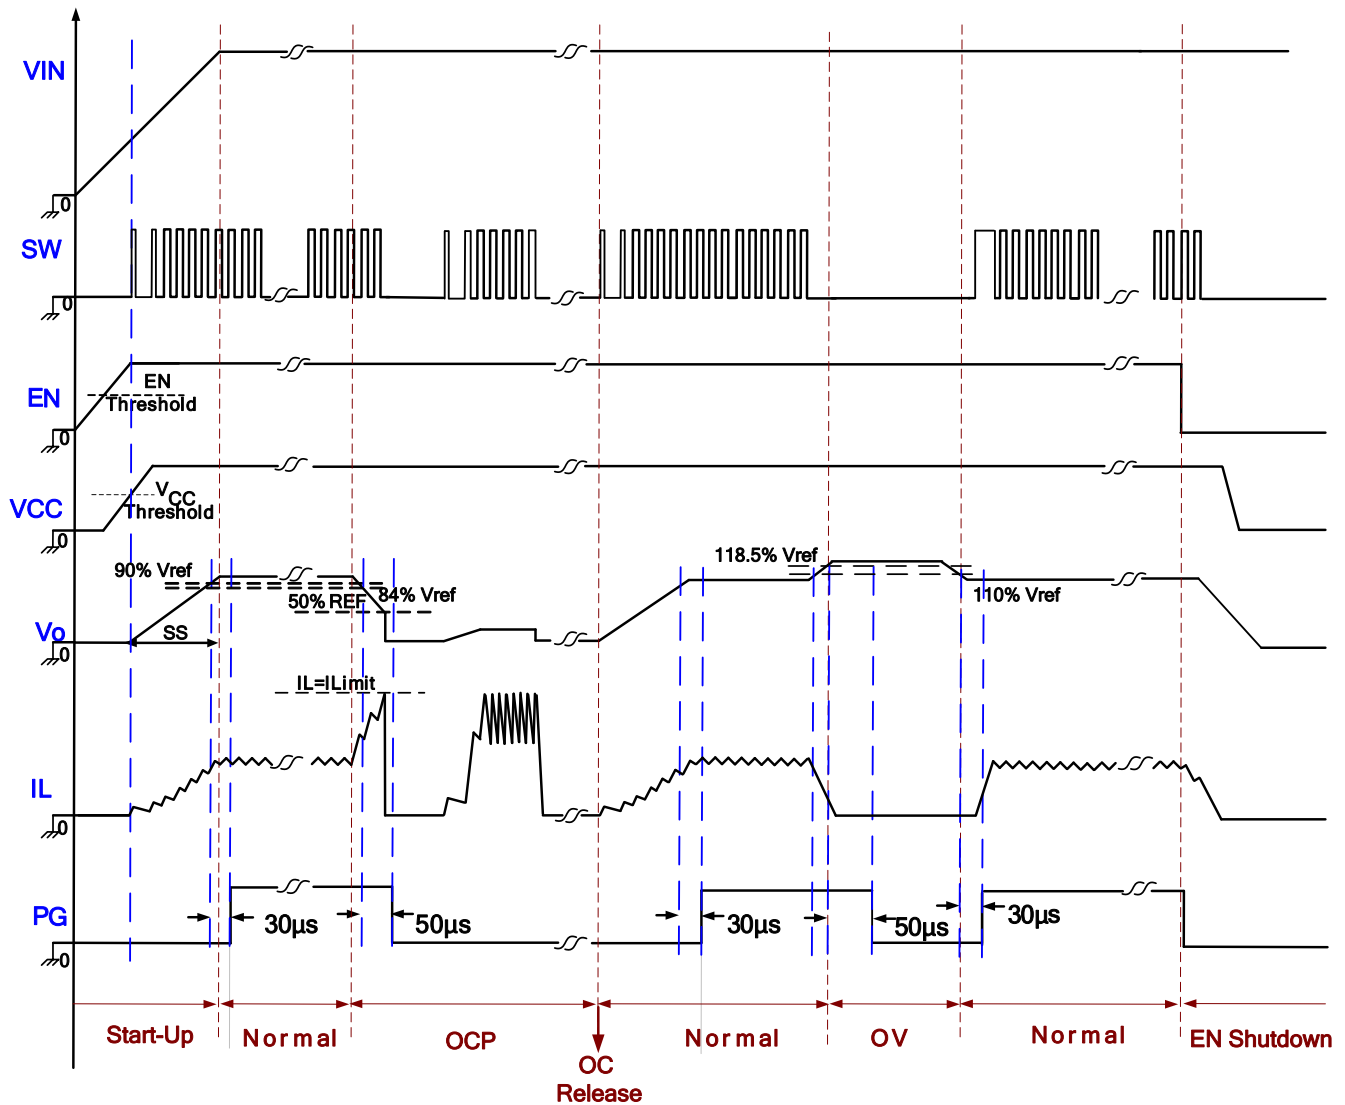 VIN
0
SW
0
EN
EN
Threshold
0
VCC
VCC
Threshold
0
90% Vref
118.5% Vref
50% REF
84% Vref
110% Vref
Vo
SS
0
IL=ILimit
IL
0
PG
30µs
50µs
30µs
50µs
30µs
0
Start-Up
Normal
OCP
Normal
OV
Normal
EN Shutdown
OC
Release